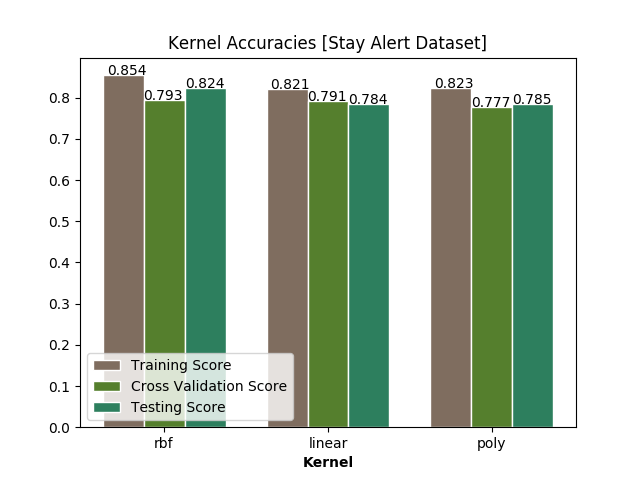 Kernel Accuracies [Stay Alert Dataset]
0.854
0.793
0.824
0.821
0.791
0.784
0.823
0.777
0.785
0.8
0.7
0.6
0.5
0.4
0.3
0.2
0.1
0.0
Training Score
Cross Validation Score
Testing Score
rbf
linear
poly
Kernel